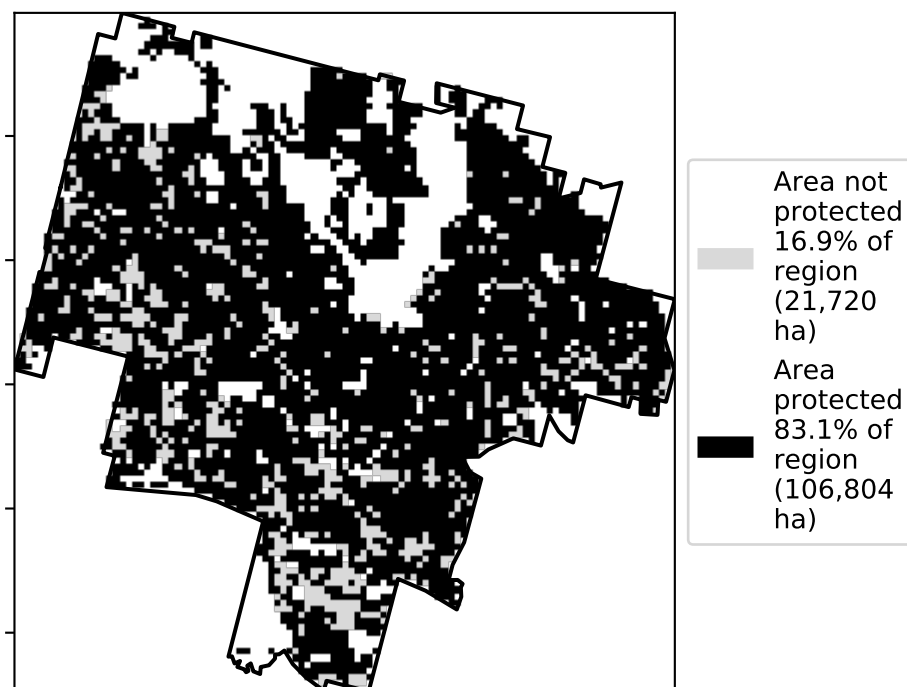 Area not
protected
16.9% of
region
(21,720
ha)
Area
protected
83.1% of
region
(106,804
ha)